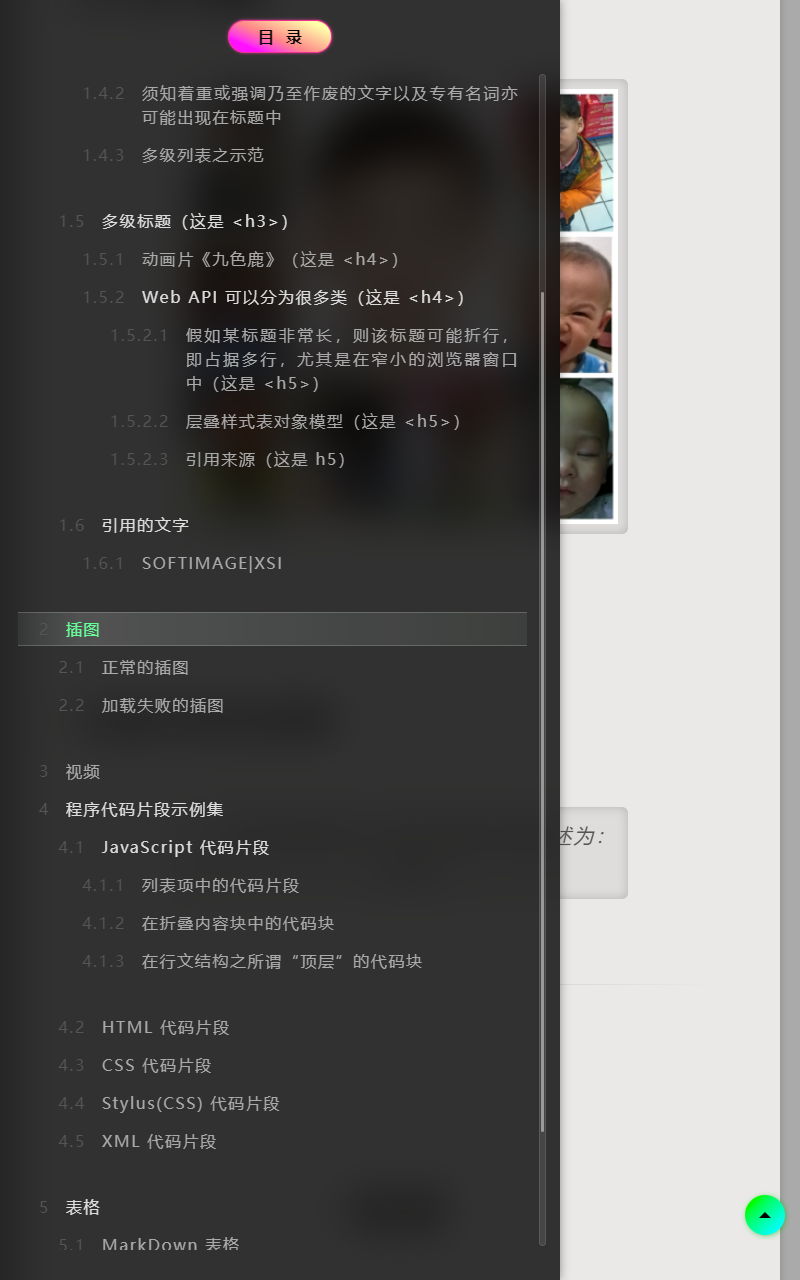 目 录
1.4.2 须知着重或强调乃至作废的文字以及专有名词亦
可能出现在标题中
1.4.3 多级列表之示范
1.5 多级标题（这是 <h3>）
1.5.1 动画片《九色鹿》（这是 <h4>）
1.5.2 Web API 可以分为很多类（这是 <h4>）
1.5.2.1 假如某标题非常长，则该标题可能折行，
即占据多行，尤其是在窄小的浏览器窗口
中（这是 <h5>）
1.5.2.2 层叠样式表对象模型（这是 <h5>）
1.5.2.3 引用来源（这是 h5）
1.6 引用的文字
1.6.1 SOFTIMAGE|XSI
2 插图
2.1 正常的插图
2.2 加载失败的插图
述为：
3 视频
4 程序代码片段示例集
4.1 JavaScript 代码片段
4.1.1 列表项中的代码片段
4.1.2 在折叠内容块中的代码块
4.1.3 在行文结构之所谓“顶层”的代码块
4.2 HTML 代码片段
4.3 CSS 代码片段
4.4 Stylus(CSS) 代码片段
4.5 XML 代码片段
5 表格
5.1 MarkDown 表格